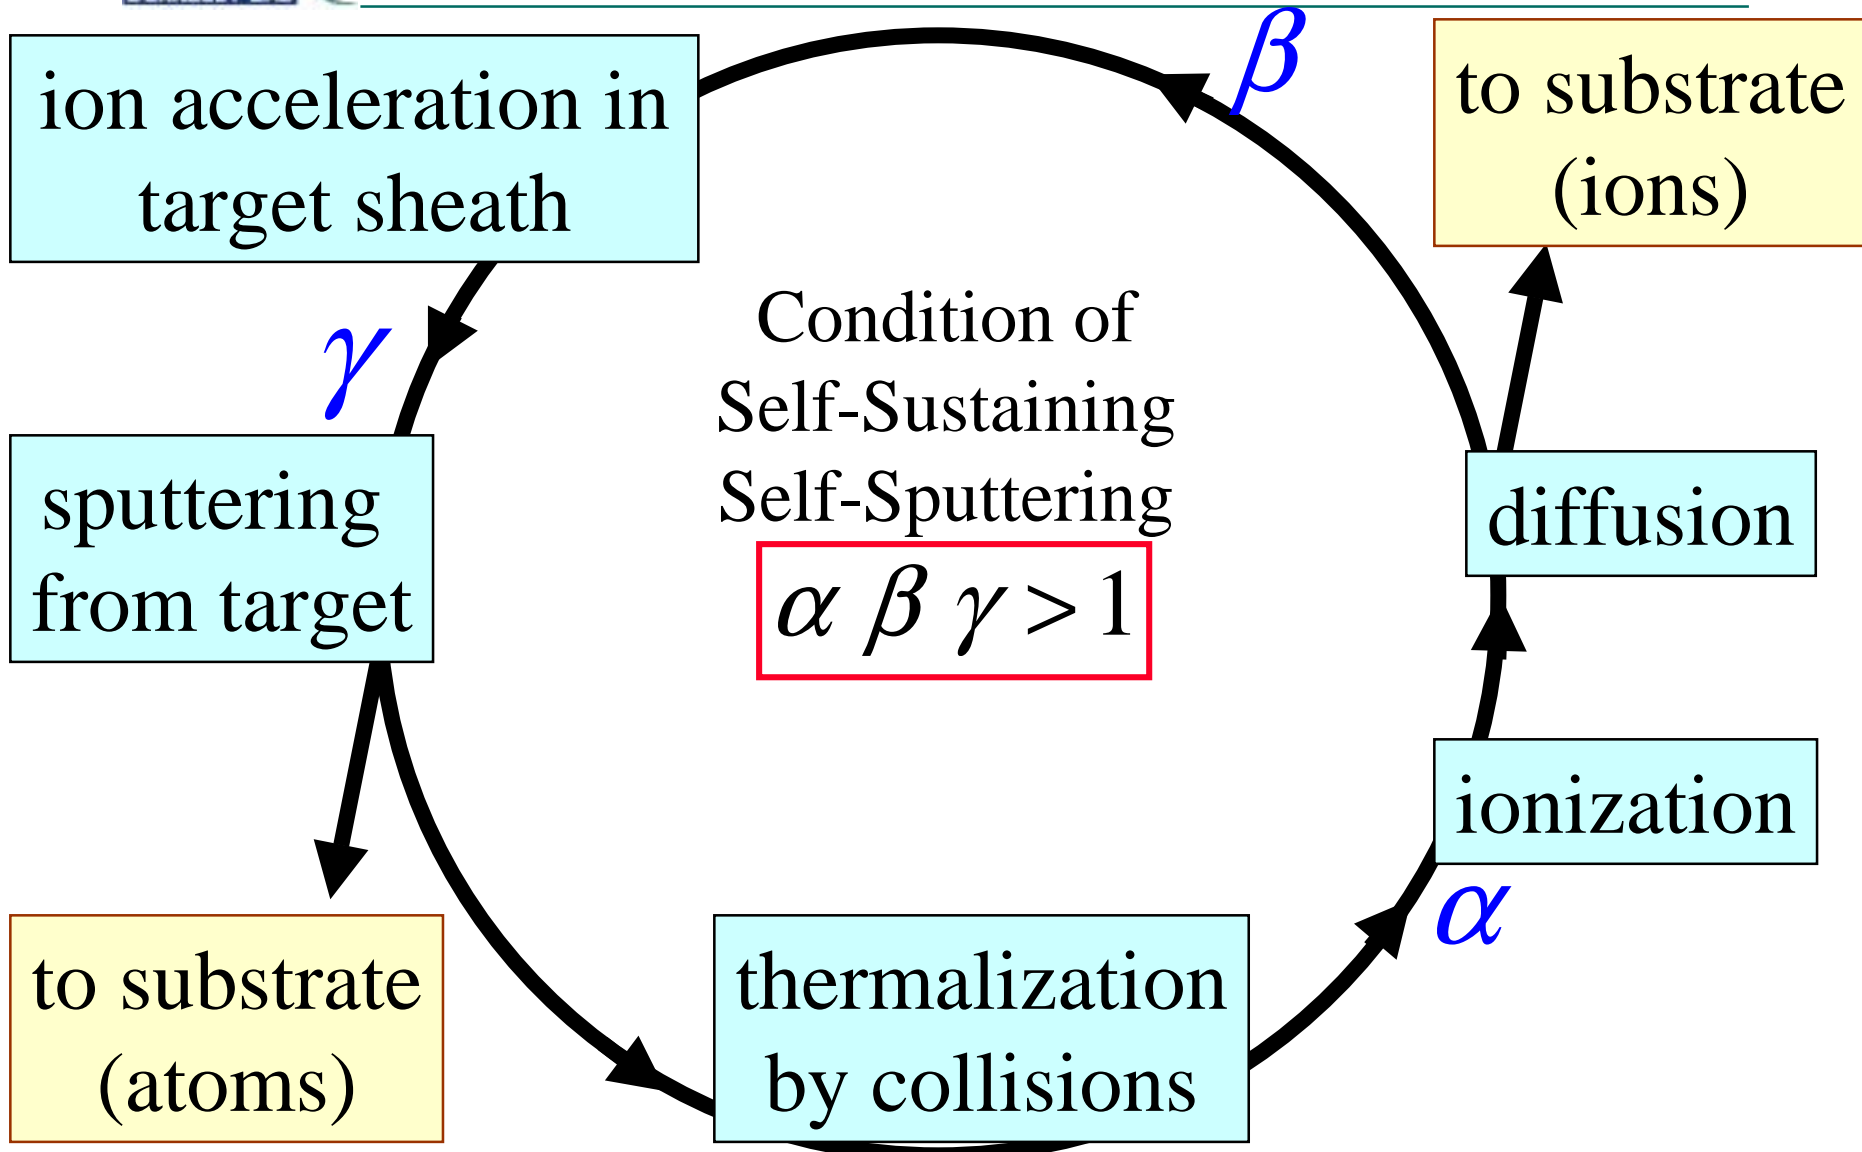 β
ion acceleration in
target sheath
to substrate
(ions)
γ
Condition of
Self-Sustaining
Self-Sputtering
α β γ > 1
sputtering
from target
diffusion
ionization
α
to substrate
(atoms)
thermalization
by collisions